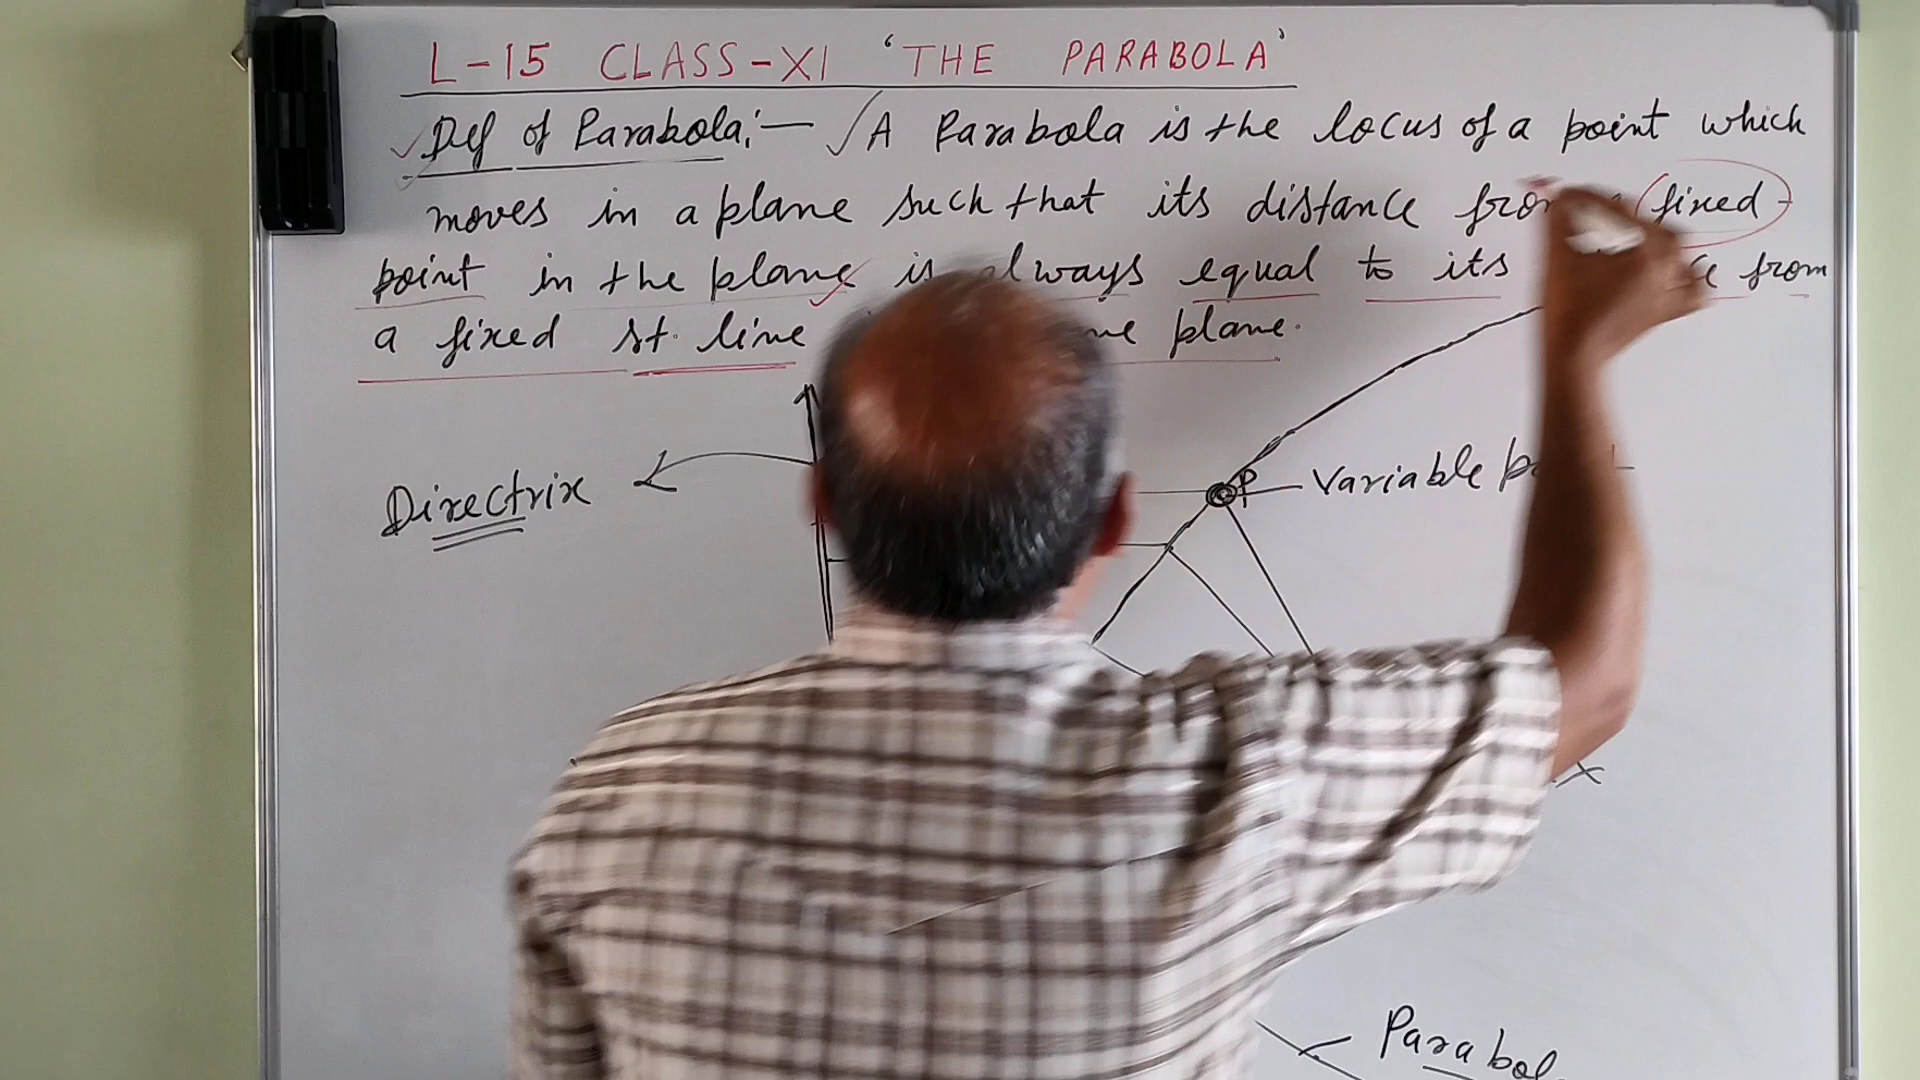 L-15 CLASS-XI 'THE PARABOLA'
Def of Parabola:— A Parabola is the locus of a point which
moves in a plane such that its distance from fixed
point in the plane is always equal to its from
a fixed st. line plane.
Directrix
P
Variable
X